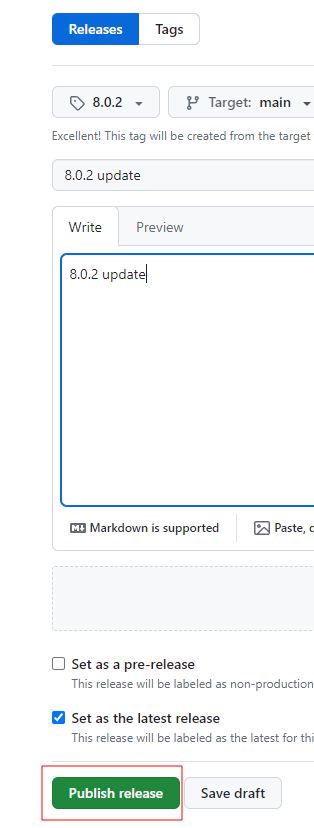 Releases Tags
8.0.2 Target: main
Excellent! This tag will be created from the target
8.0.2 update
Write Preview
8.0.2 update
Markdown is supported Paste,
Set as a pre-release
This release will be labeled as non-production
Set as the latest release
This release will be labeled as the latest for
Publish release Save draft